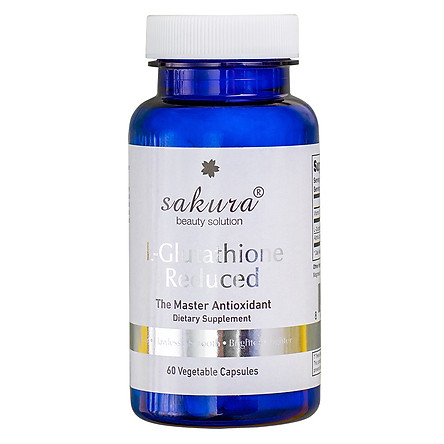 sakura®
beauty solution
L-Glutathione
Reduced
The Master Antioxidant
Dietary Supplement
60 Vegetable Capsules